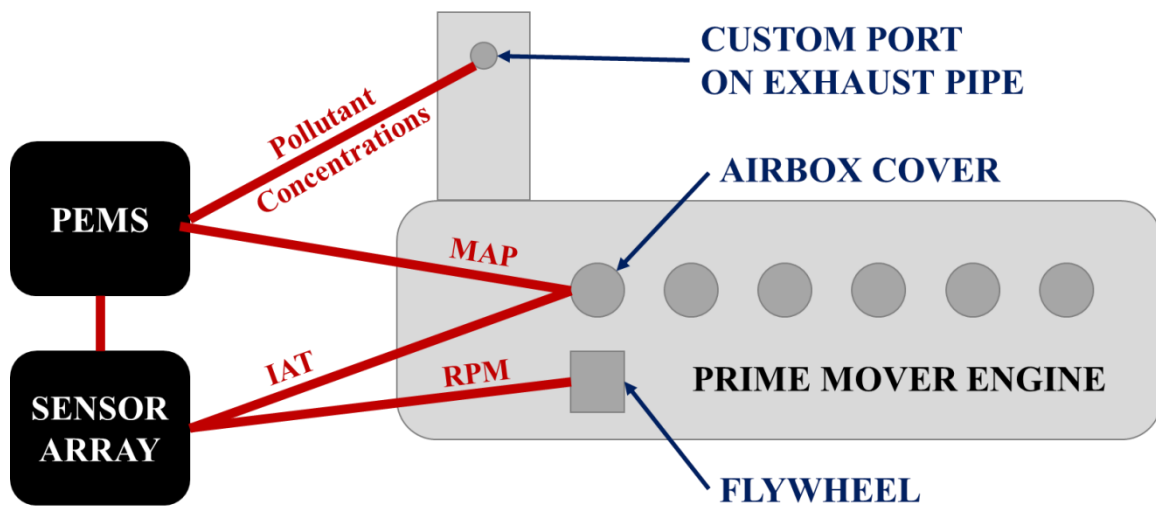 CUSTOM PORT
ON EXHAUST PIPE
Pollutant
Concentrations
AIRBOX COVER
PEMS
MAP
IAT
RPM
PRIME MOVER ENGINE
SENSOR
ARRAY
FLYWHEEL